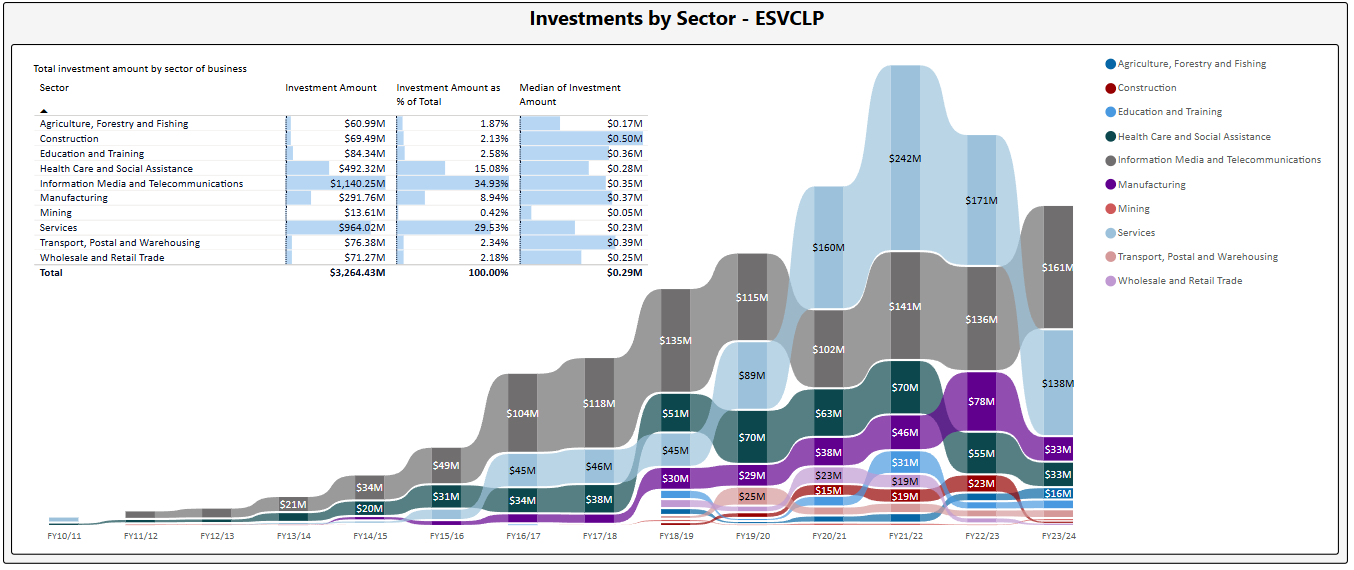 Investments by Sector - ESVCLP
Total investment amount by sector of business
Sector Investment Amount Investment Amount as % of Total Median of Investment Amount
Agriculture, Forestry and Fishing $60.99M 1.87% $0.17M
Construction $69.49M 2.13% $0.50M
Education and Training $84.34M 2.58% $0.36M
Health Care and Social Assistance $492.32M 15.08% $0.28M
Information Media and Telecommunications $1,140.25M 34.93% $0.35M
Manufacturing $291.76M 8.94% $0.37M
Mining $13.61M 0.42% $0.05M
Services $964.02M 29.53% $0.23M
Transport, Postal and Warehousing $76.38M 2.34% $0.39M
Wholesale and Retail Trade $71.27M 2.18% $0.25M
Total $3,264.43M 100.00% $0.29M
Agriculture, Forestry and Fishing
Construction
Education and Training
Health Care and Social Assistance
Information Media and Telecommunications
Manufacturing
Mining
Services
Transport, Postal and Warehousing
Wholesale and Retail Trade
$21M
$34M
$20M
$49M
$31M
$104M
$45M
$34M
$118M
$46M
$38M
$135M
$51M
$45M
$30M
$115M
$89M
$70M
$29M
$25M
$160M
$102M
$63M
$38M
$23M
$15M
$242M
$141M
$70M
$46M
$31M
$19M
$19M
$171M
$136M
$78M
$55M
$23M
$161M
$138M
$33M
$33M
$16M
FY10/11 FY11/12 FY12/13 FY13/14 FY14/15 FY15/16 FY16/17 FY17/18 FY18/19 FY19/20 FY20/21 FY21/22 FY22/23 FY23/24